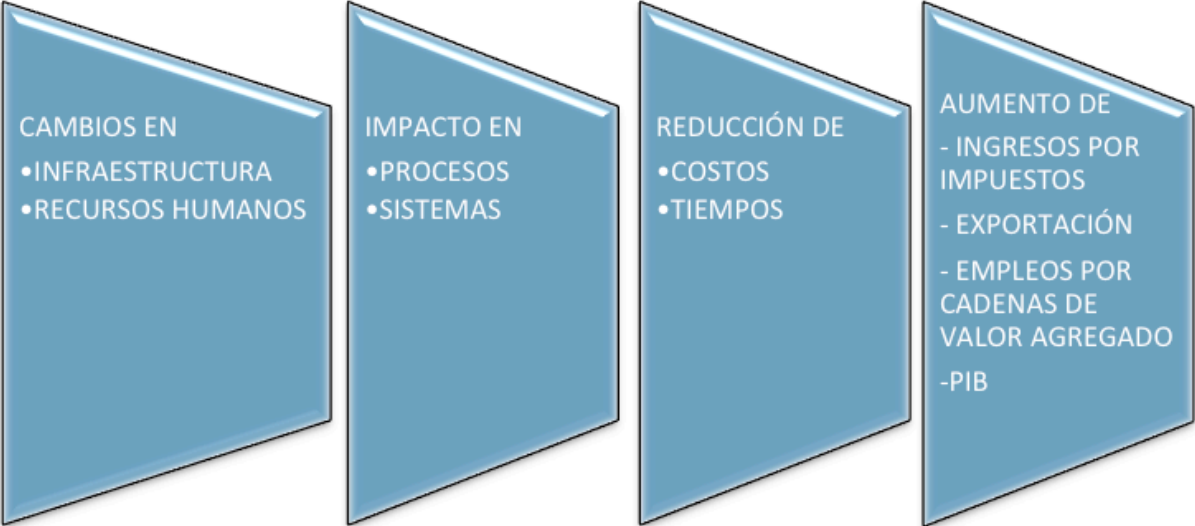 CAMBIOS EN
•INFRAESTRUCTURA
•RECURSOS HUMANOS
IMPACTO EN
•PROCESOS
•SISTEMAS
REDUCCIÓN DE
•COSTOS
•TIEMPOS
AUMENTO DE
- INGRESOS POR
IMPUESTOS
- EXPORTACIÓN
- EMPLEOS POR
CADENAS DE
VALOR AGREGADO
-PIB